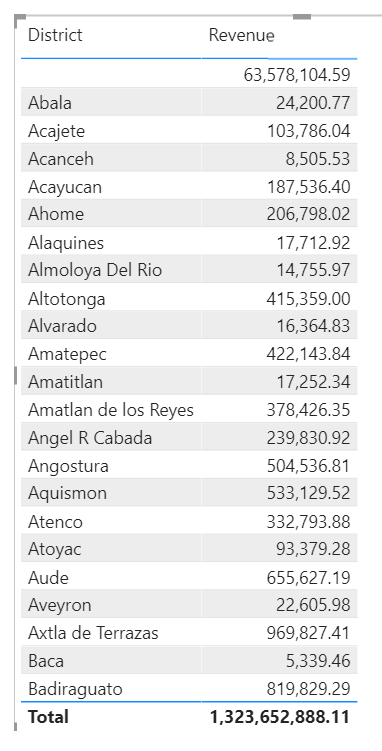 District Revenue
63,578,104.59
Abala 24,200.77
Acajete 103,786.04
Acanceh 8,505.53
Acayucan 187,536.40
Ahome 206,798.02
Alaquines 17,712.92
Almoloya Del Rio 14,755.97
Altotonga 415,359.00
Alvarado 16,364.83
Amatepec 422,143.84
Amatitlan 17,252.34
Amatlan de los Reyes 378,426.35
Angel R Cabada 239,830.92
Angostura 504,536.81
Aquismon 533,129.52
Atenco 332,793.88
Atoyac 93,379.28
Aude 655,627.19
Aveyron 22,605.98
Axtla de Terrazas 969,827.41
Baca 5,339.46
Badiraguato 819,829.29
Total 1,323,652,888.11